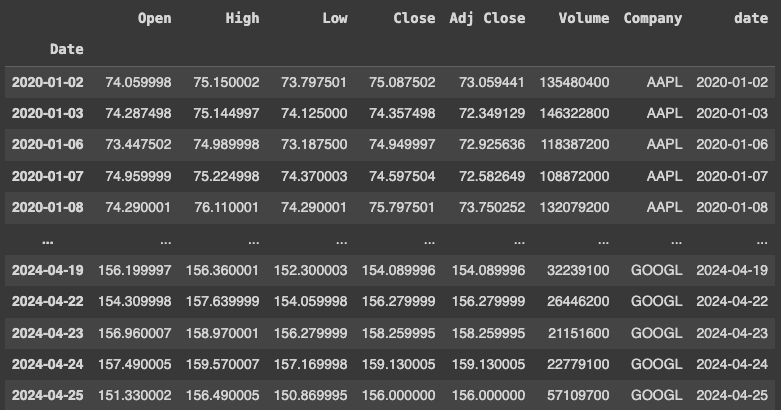 Open High Low Close Adj Close Volume Company date
Date
2020-01-02 74.059998 75.150002 73.797501 75.087502 73.059441 135480400 AAPL 2020-01-02
2020-01-03 74.287498 75.144997 74.125000 74.357498 72.349129 146322800 AAPL 2020-01-03
2020-01-06 73.447502 74.989998 73.187500 74.949997 72.925636 118387200 AAPL 2020-01-06
2020-01-07 74.959999 75.224998 74.370003 74.597504 72.582649 108872000 AAPL 2020-01-07
2020-01-08 74.290001 76.110001 74.290001 75.797501 73.750252 132079200 AAPL 2020-01-08
... ... ... ... ... ... ... ... ...
2024-04-19 156.199997 156.360001 152.300003 154.089996 154.089996 32239100 GOOGL 2024-04-19
2024-04-22 154.309998 157.639999 154.059998 156.279999 156.279999 26446200 GOOGL 2024-04-22
2024-04-23 156.960007 158.970001 156.279999 158.259995 158.259995 21151600 GOOGL 2024-04-23
2024-04-24 157.490005 159.570007 157.169998 159.130005 159.130005 22779100 GOOGL 2024-04-24
2024-04-25 151.330002 156.490005 150.869995 156.000000 156.000000 57109700 GOOGL 2024-04-25